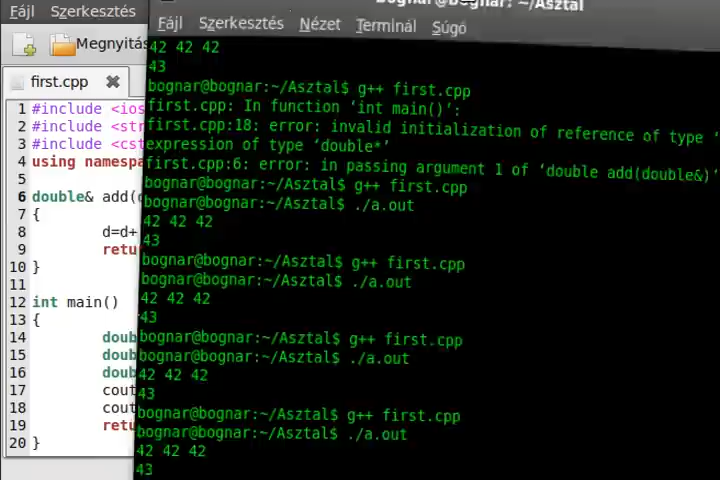 Fájl Szerkesztés
Megnyitás
first.cpp
1 #include <ios
2 #include <str
3 #include <cst
4 using namespa
5
6 double& add(
7 {
8 d=d+
9 retu
10 }
11
12 int main()
13 {
14 doub
15 doub
16 doub
17 cout
18 cout
19 retu
20 }
bognar@bognar: ~/Asztal
Fájl Szerkesztés Nézet Terminál Súgó
42 42 42
43
bognar@bognar:~/Asztal$ g++ first.cpp
first.cpp: In function ‘int main()’:
first.cpp:18: error: invalid initialization of reference of type ‘
expression of type ‘double*’
first.cpp:6: error: in passing argument 1 of ‘double add(double&)’
bognar@bognar:~/Asztal$ g++ first.cpp
bognar@bognar:~/Asztal$ ./a.out
42 42 42
43
bognar@bognar:~/Asztal$ g++ first.cpp
bognar@bognar:~/Asztal$ ./a.out
42 42 42
43
bognar@bognar:~/Asztal$ g++ first.cpp
bognar@bognar:~/Asztal$ ./a.out
42 42 42
43
bognar@bognar:~/Asztal$ g++ first.cpp
bognar@bognar:~/Asztal$ ./a.out
42 42 42
43